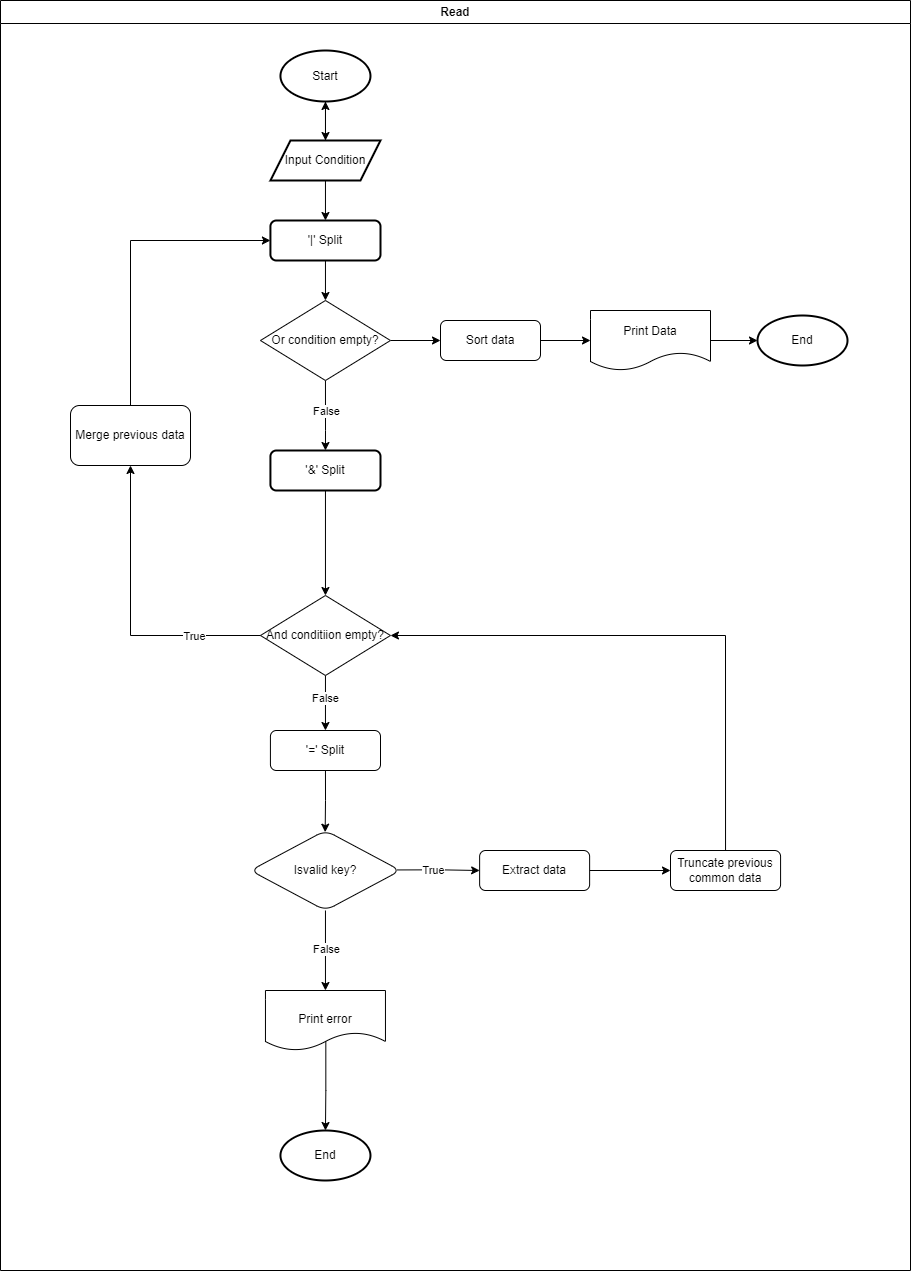 Read
Start
Input Condition
'|' Split
Or condition empty?
Sort data
Print Data
End
False
Merge previous data
'&' Split
True
And conditiion empty?
False
'=' Split
Isvalid key?
True
Extract data
Truncate previous
common data
False
Print error
End